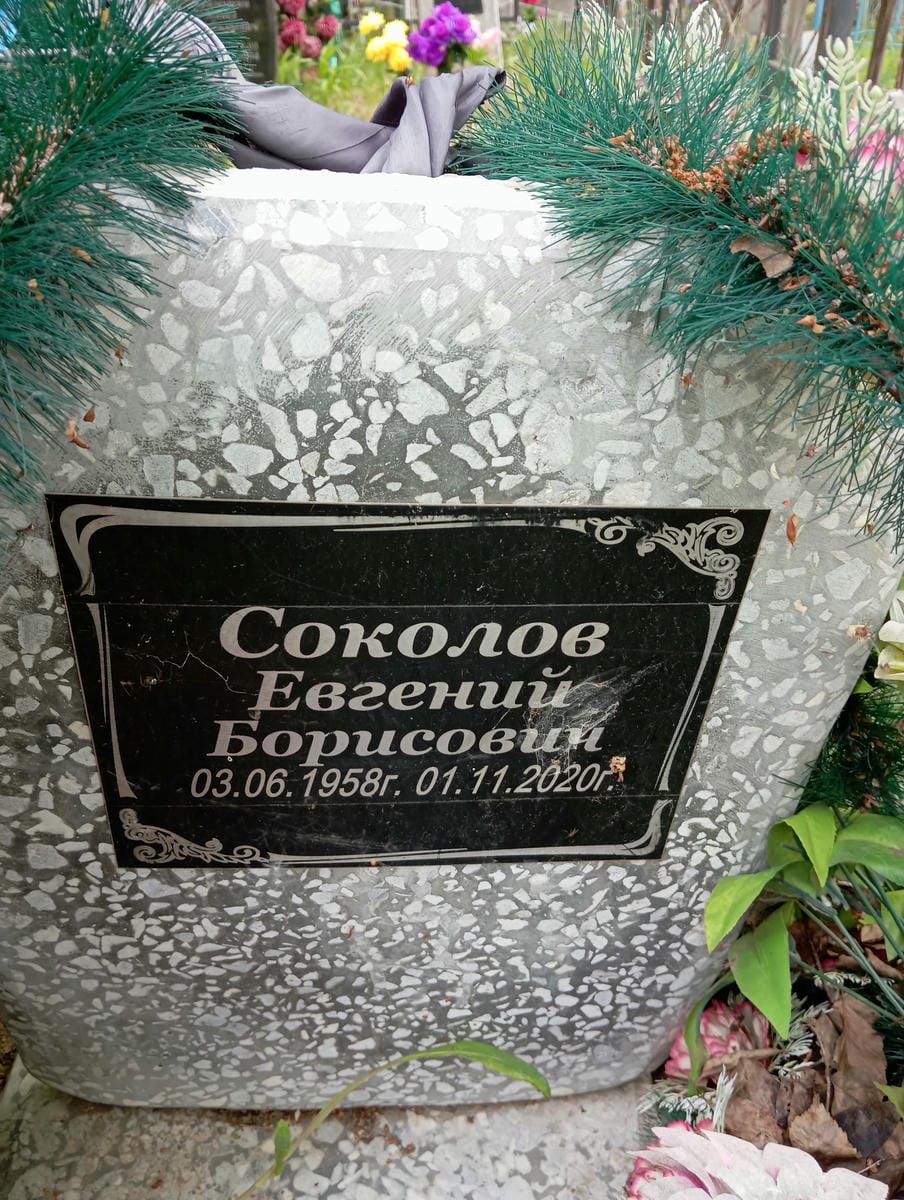 Соколов
Евгений
Борисович
03.06.1958г. 01.11.2020г.